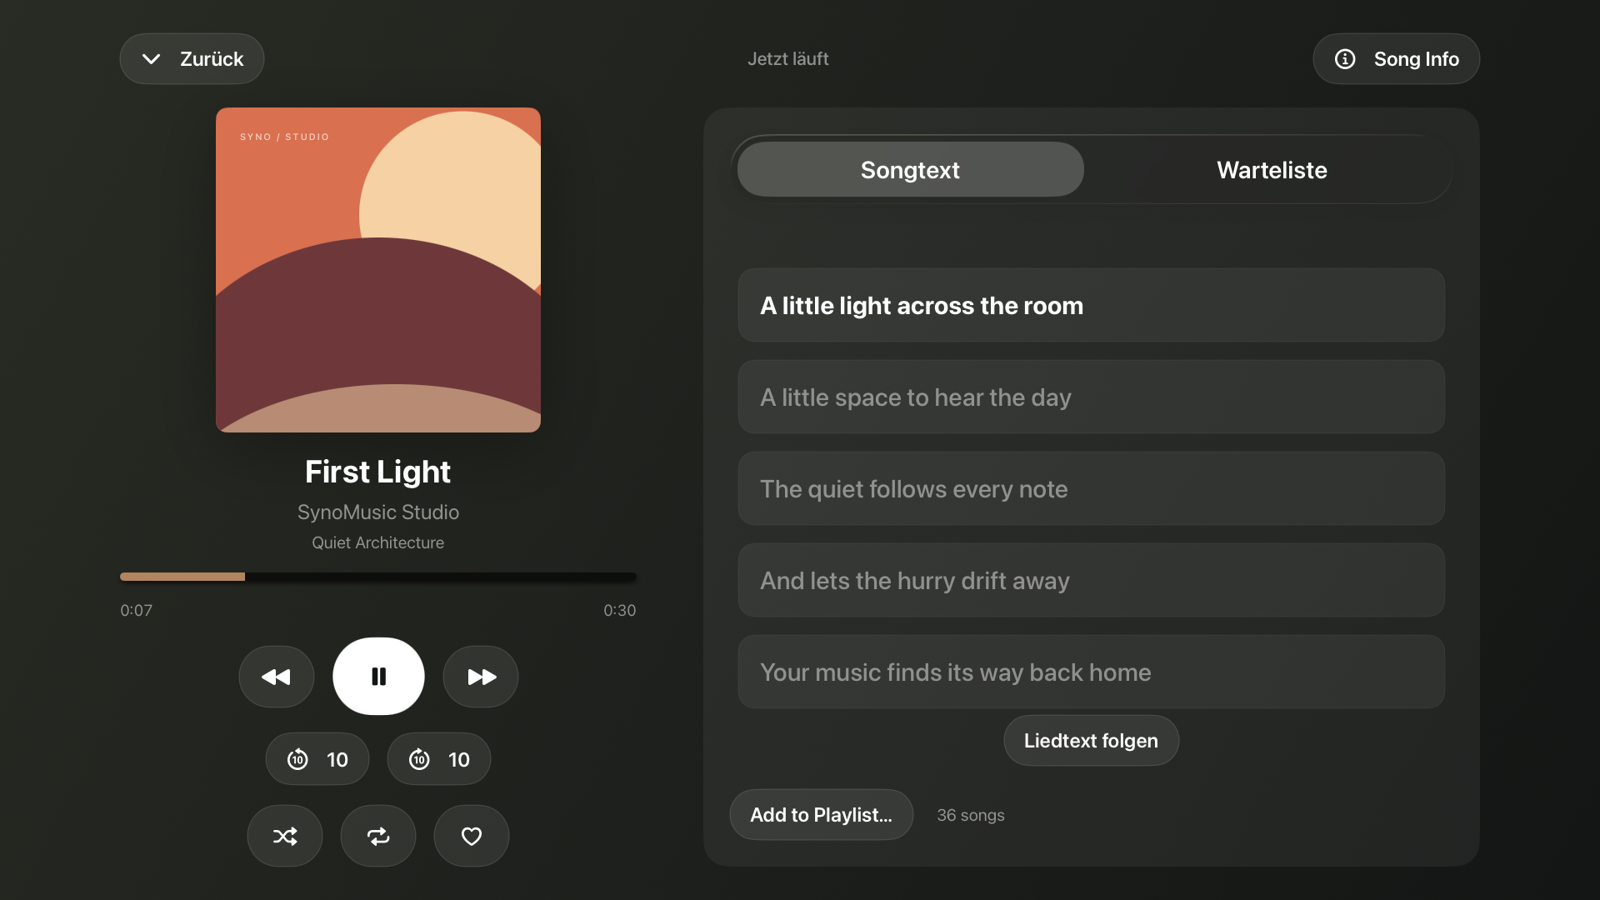 Zurück
Jetzt läuft
Song Info
SYNO / STUDIO
First Light
SynoMusic Studio
Quiet Architecture
0:07
0:30
10 10
10 10
Songtext
Warteliste
A little light across the room
A little space to hear the day
The quiet follows every note
And lets the hurry drift away
Your music finds its way back home
Liedtext folgen
Add to Playlist...
36 songs